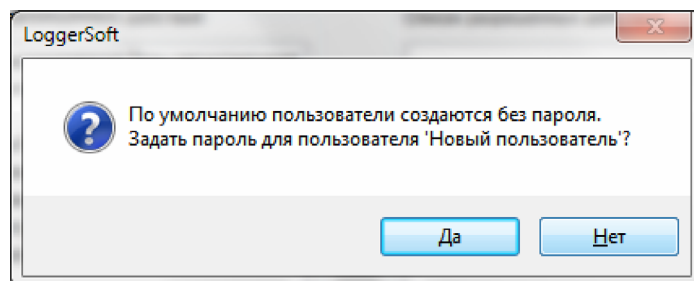 LoggerSoft
По умолчанию пользователи создаются без пароля.
Задать пароль для пользователя 'Новый пользователь'?
Да
Нет